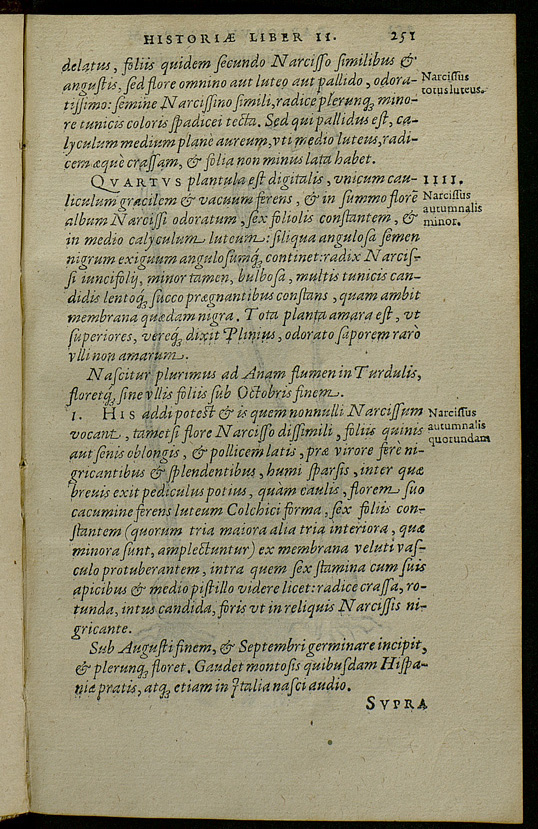 HISTORIÆ LIBER II. 251
delatus, foliis quidem secundo Narcisso similibus &
angustis, sed flore omnino aut luteo aut pallido, odora-
tissimo: semine Narcissino simili, radice plerunq́; mino-
re tunicis coloris spadicei tecta. Sed qui pallidus est, ca-
lyculum medium planè aureum, vti medio luteus, radi-
cem æquè crassam, & folia non minus lata habet.
Narcissus
totus luteus.
QVARTVS plantula est digitalis, vnicum cau-
liculum gracilem & vacuum ferens, & in summo florē
album Narcissi odoratum, sex foliolis constantem, &
in medio calyculum luteum: siliqua angulosa semen
nigrum exiguum angulosumq́; continet: radix Narcis-
si iuncifolij, minor tamen, bulbosa, multis tunicis can-
didis lentoq́; succo prægnantibus constans, quam ambit
membrana quædam nigra. Tota planta amara est, vt
superiores, vereq́; dixit Plinius, odorato saporem rarò
vlli non amarum.
IIII.
Narcissus
autumnalis
minor.
Nascitur plurimus ad Anam flumen in Turdulis,
floretq́; sine vllis foliis sub Octobris finem.
I. HIS addi potest & is quem nonnulli Narcissum
vocant, tametsi flore Narcisso dissimili, foliis quinis
aut senis oblongis, & pollicem latis, præ virore ferè ni-
gricantibus & splendentibus, humi sparsis, inter quæ
breuis exit pediculus potius, quàm caulis, florem suo
cacumine ferens luteum Colchici forma, sex foliis con-
stantem (quorum tria maiora alia tria interiora, quæ
minora sunt, amplectuntur) ex membrana veluti vas-
culo protuberantem, intra quem sex stamina cum suis
apicibus & medio pistillo videre licet: radice crassa, ro-
tunda, intus candida, foris vt in reliquis Narcissis ni-
gricante.
Narcissus
autumnalis
quorundam
Sub Augusti finem, & Septembri germinare incipit,
& plerunq́; floret. Gaudet montosis quibusdam Hispa-
niæ pratis, atq́; etiam in Italia nasci audio.
SVPRA